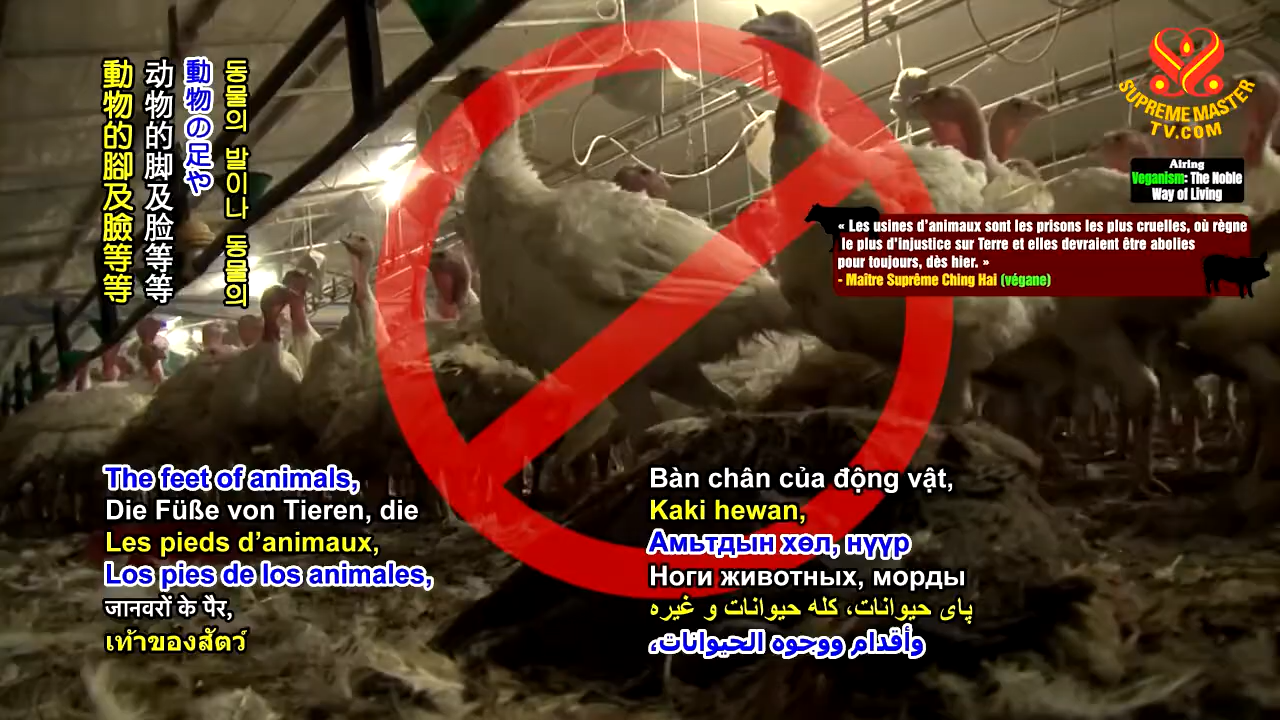 動物的腳及臉等等
动物的脚及脸等等
動物の足や
동물의 발이나 동물의
SUPREME MASTER
TV.COM
Airing
Veganism: The Noble
Way of Living
« Les usines d'animaux sont les prisons les plus cruelles, où règne
le plus d'injustice sur Terre et elles devraient être abolies
pour toujours, dès hier. »
- Maître Suprême Ching Hai (végane)
The feet of animals,
Die Füße von Tieren, die
Les pieds d’animaux,
Los pies de los animales,
जानवरों के पैर,
เท้าของสัตว์
Bàn chân của động vật,
Kaki hewan,
Амьтдын хөл, нүүр
Ноги животных, морды
پای حیوانات، کله حیوانات و غیره
وأقدام ووجوه الحيوانات،